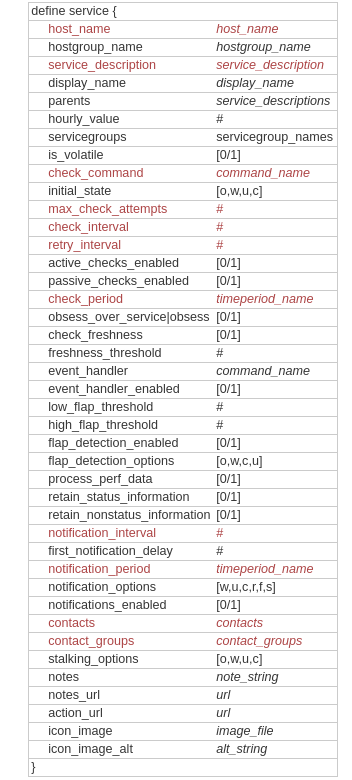 define service {
host_name host_name
hostgroup_name hostgroup_name
service_description service_description
display_name display_name
parents service_descriptions
hourly_value #
servicegroups servicegroup_names
is_volatile [0/1]
check_command command_name
initial_state [o,w,u,c]
max_check_attempts #
check_interval #
retry_interval #
active_checks_enabled [0/1]
passive_checks_enabled [0/1]
check_period timeperiod_name
obsess_over_service|obsess [0/1]
check_freshness [0/1]
freshness_threshold #
event_handler command_name
event_handler_enabled [0/1]
low_flap_threshold #
high_flap_threshold #
flap_detection_enabled [0/1]
flap_detection_options [o,w,c,u]
process_perf_data [0/1]
retain_status_information [0/1]
retain_nonstatus_information [0/1]
notification_interval #
first_notification_delay #
notification_period timeperiod_name
notification_options [w,u,c,r,f,s]
notifications_enabled [0/1]
contacts contacts
contact_groups contact_groups
stalking_options [o,w,u,c]
notes note_string
notes_url url
action_url url
icon_image image_file
icon_image_alt alt_string
}